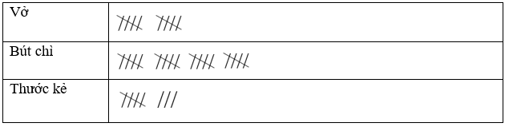 Vở
Bút chì
Thước kẻ